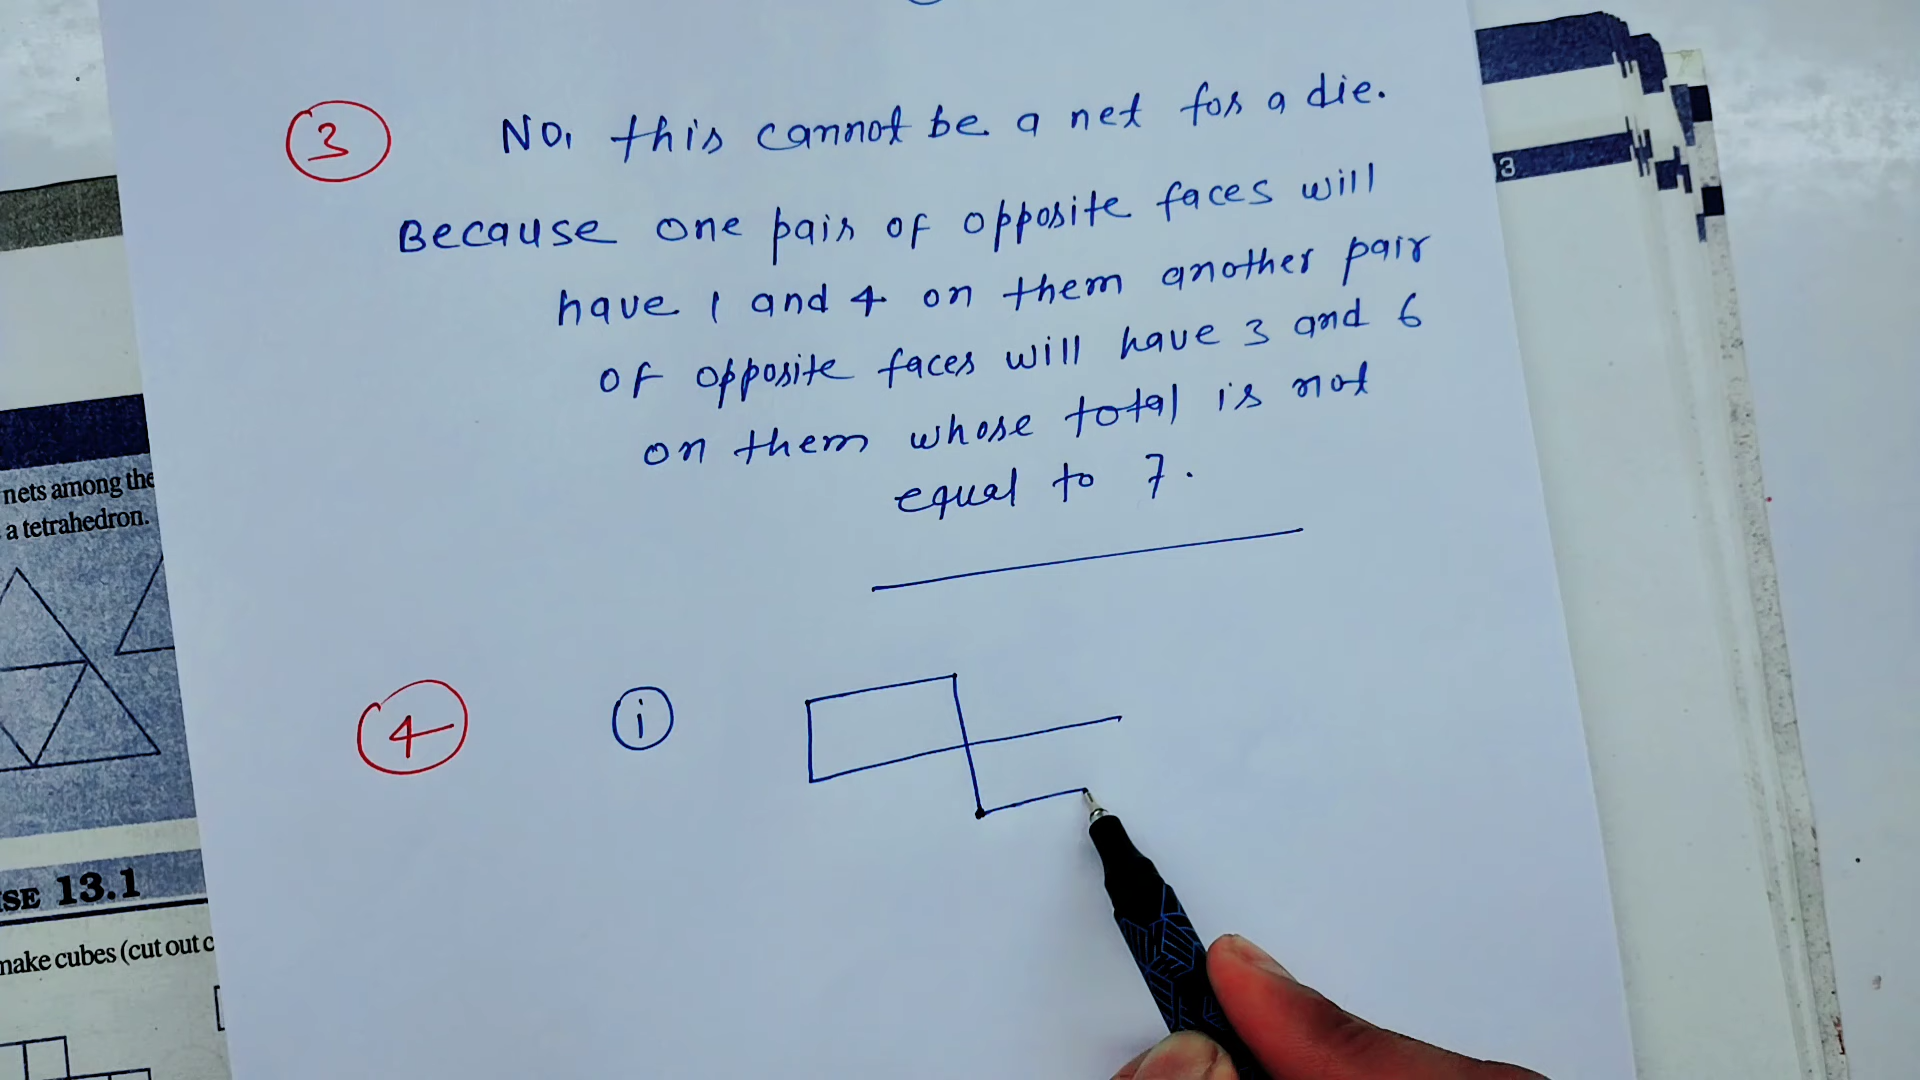 3
No, this cannot be a net for a die.
Because one pair of opposite faces will
have 1 and 4 on them another pair
of opposite faces will have 3 and 6
on them whose total is not
equal to 7.
4 i
3
nets among the
a tetrahedron.
SE 13.1
make cubes (cut out c